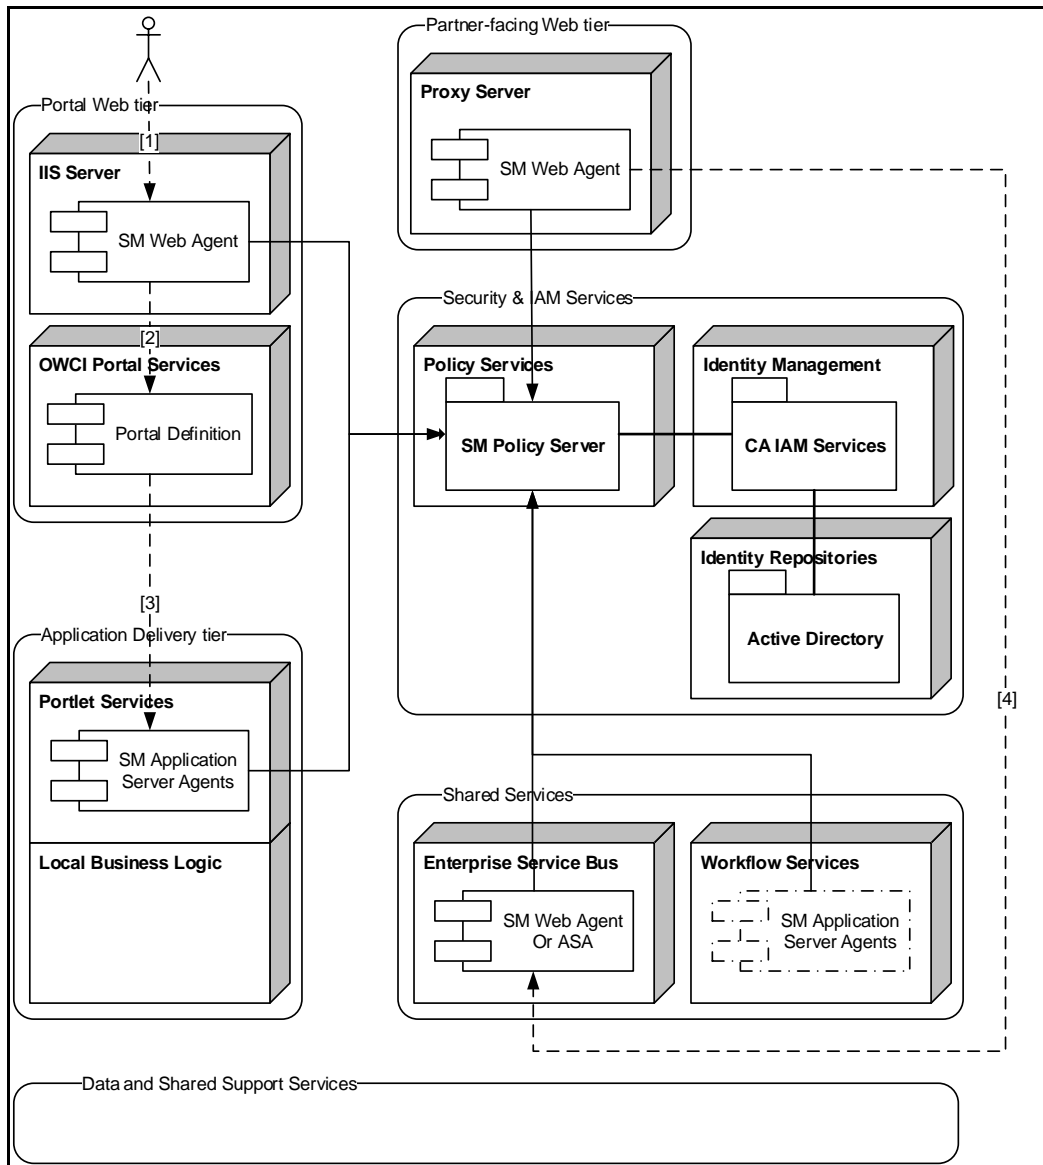 Partner-facing Web tier
Proxy Server
SM Web Agent
Portal Web tier
[1]
IIS Server
SM Web Agent
[2]
OWCI Portal Services
Portal Definition
[3]
Security & IAM Services
Policy Services
SM Policy Server
Identity Management
CA IAM Services
Identity Repositories
Active Directory
[4]
Application Delivery tier
Portlet Services
SM Application
Server Agents
Local Business Logic
Shared Services
Enterprise Service Bus
SM Web Agent
Or ASA
Workflow Services
SM Application
Server Agents
Data and Shared Support Services